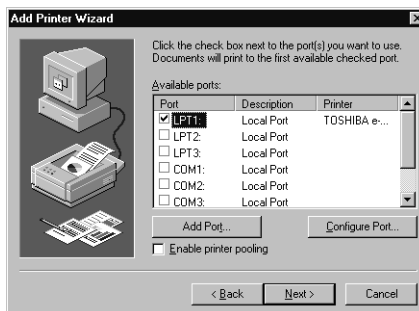 Add Printer Wizard
Click the check box next to the port(s) you want to use.
Documents will print to the first available checked port.
Available ports:
Port Description Printer
LPT1: Local Port TOSHIBA e-...
LPT2: Local Port
LPT3: Local Port
COM1: Local Port
COM2: Local Port
COM3: Local Port
Add Port... Configure Port...
Enable printer pooling
< Back Next > Cancel